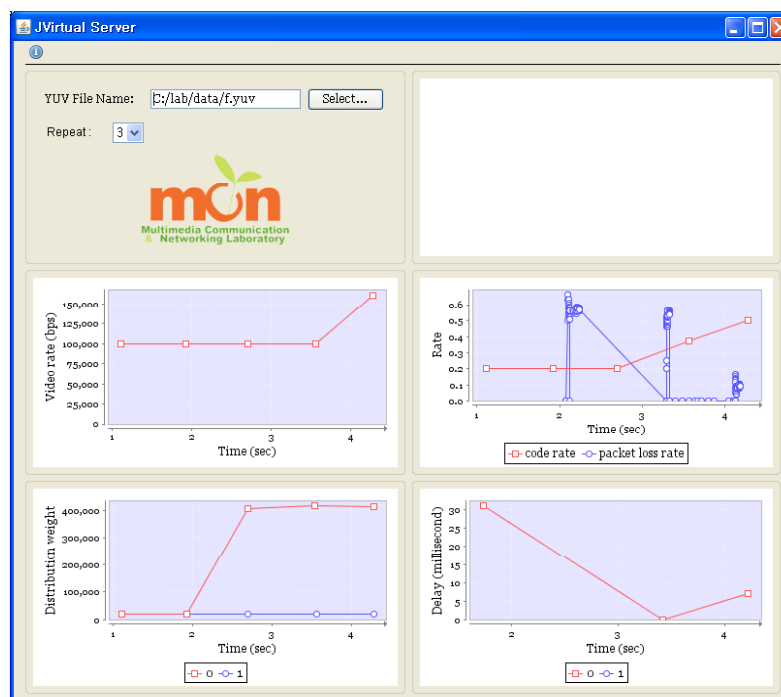 JVirtual Server
YUV File Name: C:/lab/data/f.yuv Select...
Repeat: 3
mcn
Multimedia Communication
& Networking Laboratory
Video rate (bps)
150,000
125,000
100,000
75,000
50,000
25,000
0
1 2 3 4
Time (sec)
Rate
0.6
0.5
0.4
0.3
0.2
0.1
0.0
1 2 3 4
Time (sec)
code rate packet loss rate
Distribution weight
400,000
300,000
200,000
100,000
0
1 2 3 4
Time (sec)
0 1
Delay (millisecond)
30
25
20
15
10
5
0
2 3 4
Time (sec)
0 1